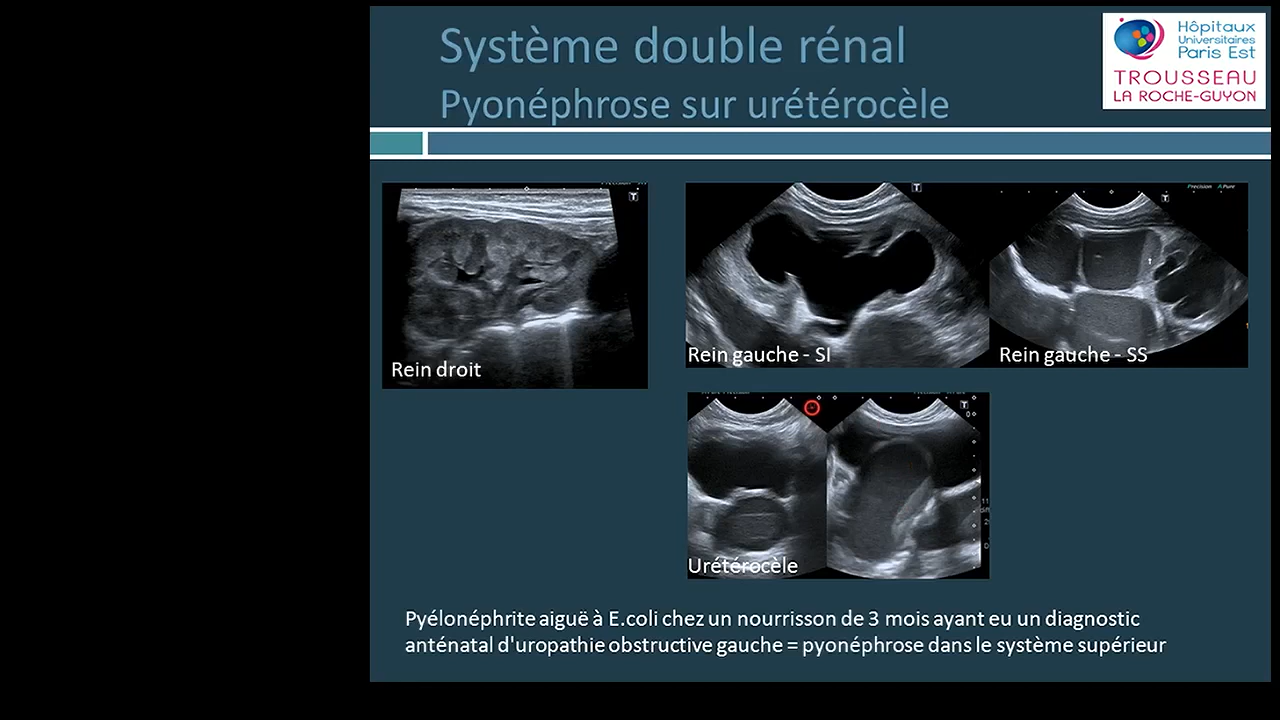 Système double rénal
Pyonéphrose sur urétérocèle
Hôpitaux
Universitaires
Paris Est
TROUSSEAU
LA ROCHE-GUYON
Precision A Pure
T
T
T
Rein droit
Rein gauche - SI
Rein gauche - SS
T
Urétérocèle
Pyélonéphrite aiguë à E.coli chez un nourrisson de 3 mois ayant eu un diagnostic
anténatal d'uropathie obstructive gauche = pyonéphrose dans le système supérieur